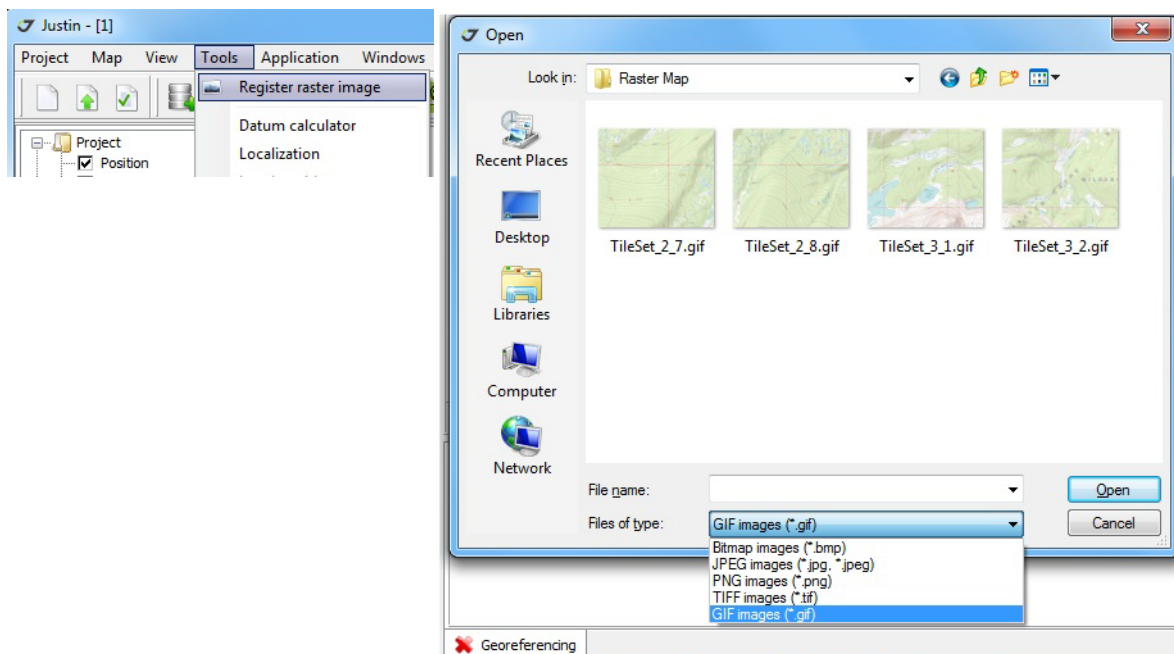 Justin - [1]
Project Map View Tools Application Windows
Register raster image
Datum calculator
Localization
Project
Position
Open
Look in: Raster Map
Recent Places
Desktop
Libraries
Computer
Network
TileSet_2_7.gif TileSet_2_8.gif TileSet_3_1.gif TileSet_3_2.gif
File name: Open
Files of type: GIF images (*.gif) Cancel
Bitmap images (*.bmp)
JPEG images (*.jpg, *.jpeg)
PNG images (*.png)
TIFF images (*.tif)
GIF images (*.gif)
Georeferencing